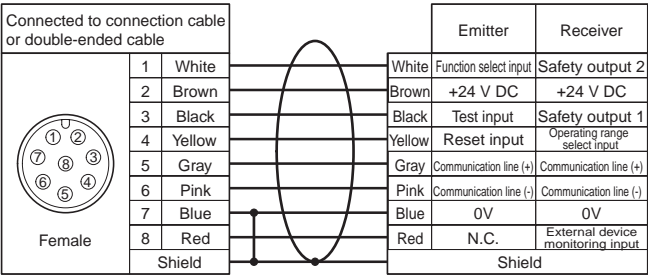 Connected to connection cable
or double-ended cable
Emitter Receiver
1 White White Function select input Safety output 2
2 Brown Brown +24 V DC +24 V DC
3 Black Black Test input Safety output 1
4 Yellow Yellow Reset input Operating range
select input
5 Gray Gray Communication line (+) Communication line (+)
6 Pink Pink Communication line (-) Communication line (-)
7 Blue Blue 0V 0V
8 Red Red N.C. External device
monitoring input
Shield Shield
① ②
⑦ ⑧ ③
⑥ ⑤ ④
Female